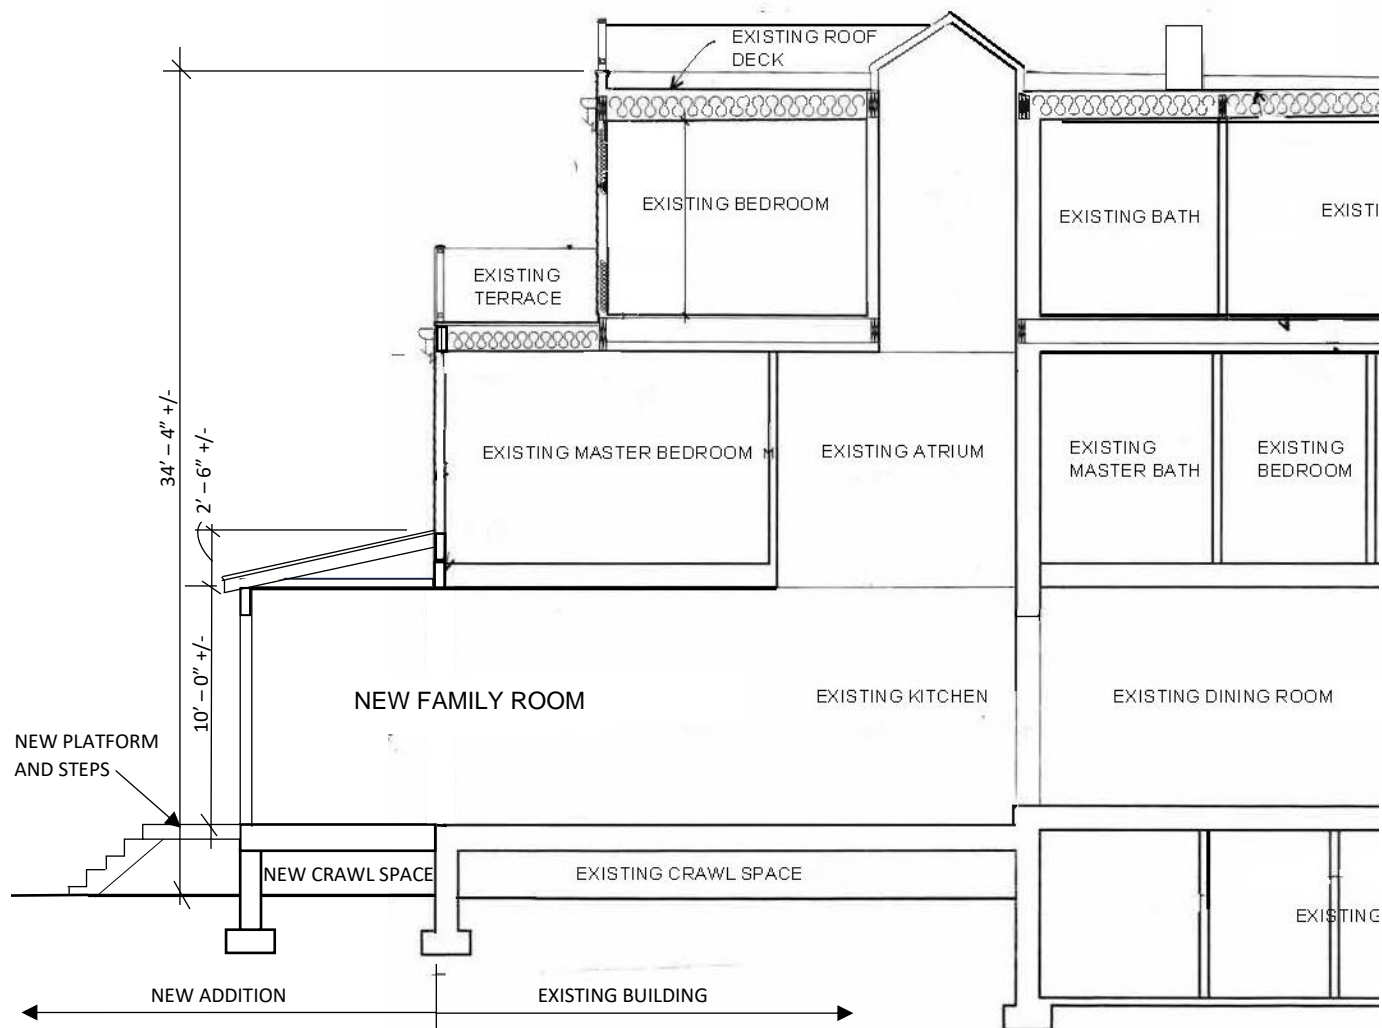 EXISTING ROOF
DECK
EXISTING BEDROOM
EXISTING BATH
EXISTI
EXISTING
TERRACE
34' – 4" +/-
2' – 6" +/-
EXISTING MASTER BEDROOM
EXISTING ATRIUM
EXISTING
MASTER BATH
EXISTING
BEDROOM
10' – 0" +/-
NEW FAMILY ROOM
EXISTING KITCHEN
EXISTING DINING ROOM
NEW PLATFORM
AND STEPS
NEW CRAWL SPACE
EXISTING CRAWL SPACE
EXISTING
NEW ADDITION
EXISTING BUILDING